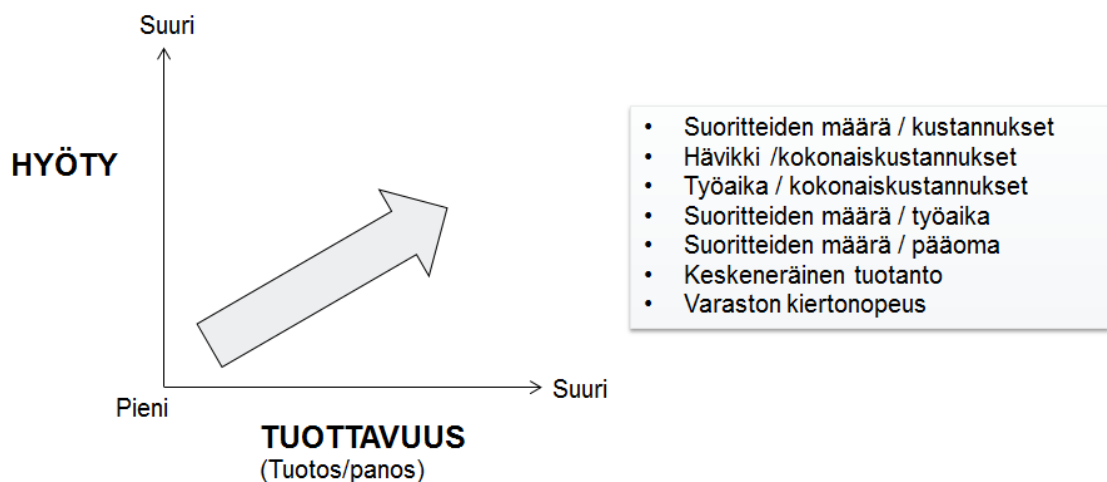 Suuri
HYÖTY
• Suoritteiden määrä / kustannukset
• Hävikki /kokonaiskustannukset
• Työaika / kokonaiskustannukset
• Suoritteiden määrä / työaika
• Suoritteiden määrä / pääoma
• Keskeneräinen tuotanto
• Varaston kiertonopeus
Suuri
Pieni
TUOTTAVUUS
(Tuotos/panos)